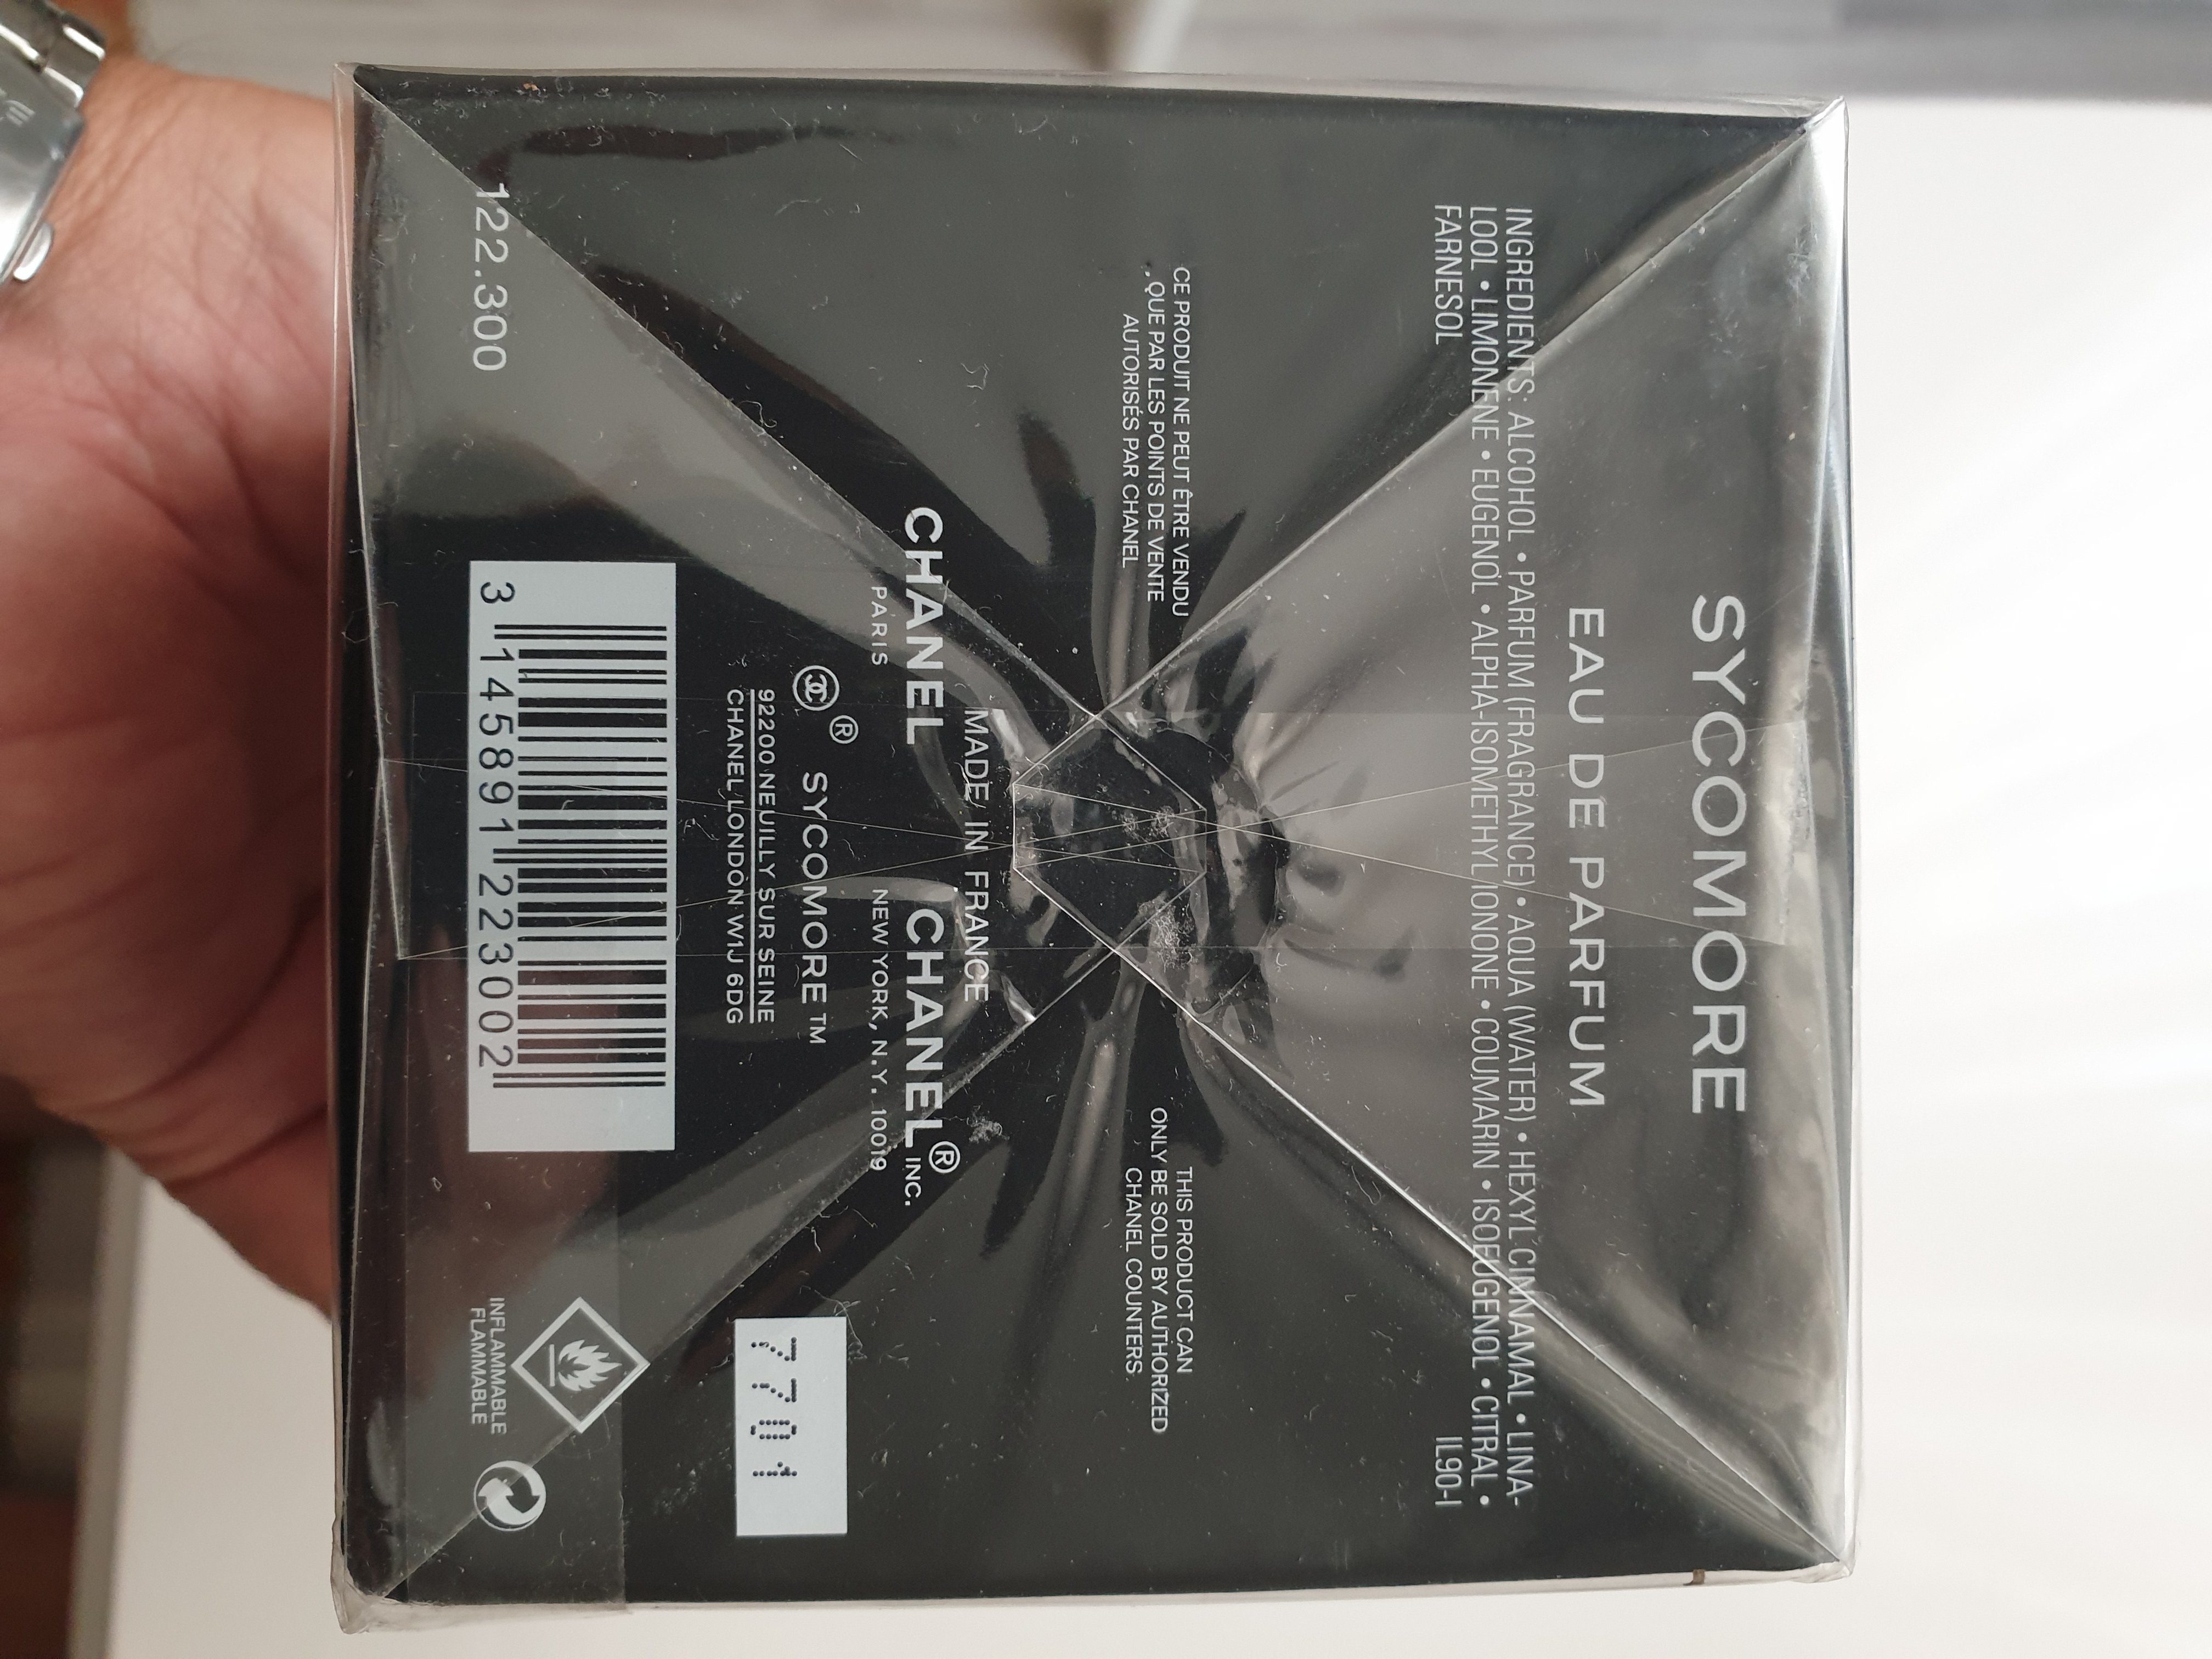 SYCOMORE
EAU DE PARFUM
INGREDIENTS: ALCOHOL • PARFUM (FRAGRANCE) • AQUA (WATER) • HEXYL CINNAMAL • LINA-
LOOL • LIMONENE • EUGENOL • ALPHA-ISOMETHYL IONONE • COUMARIN • ISOEUGENOL • CITRAL •
FARNESOL
IL90-I
CE PRODUIT NE PEUT ÊTRE VENDU
QUE PAR LES POINTS DE VENTE
AUTORISÉS PAR CHANEL
THIS PRODUCT CAN
ONLY BE SOLD BY AUTHORIZED
CHANEL COUNTERS.
MADE IN FRANCE
CHANEL
PARIS
CHANEL® INC.
NEW YORK, N.Y. 10019
® SYCOMORE ™
92200 NEUILLY SUR SEINE
CHANEL LONDON W1J 6DG
7701
3 145891 223002
122.300
INFLAMMABLE
FLAMMABLE